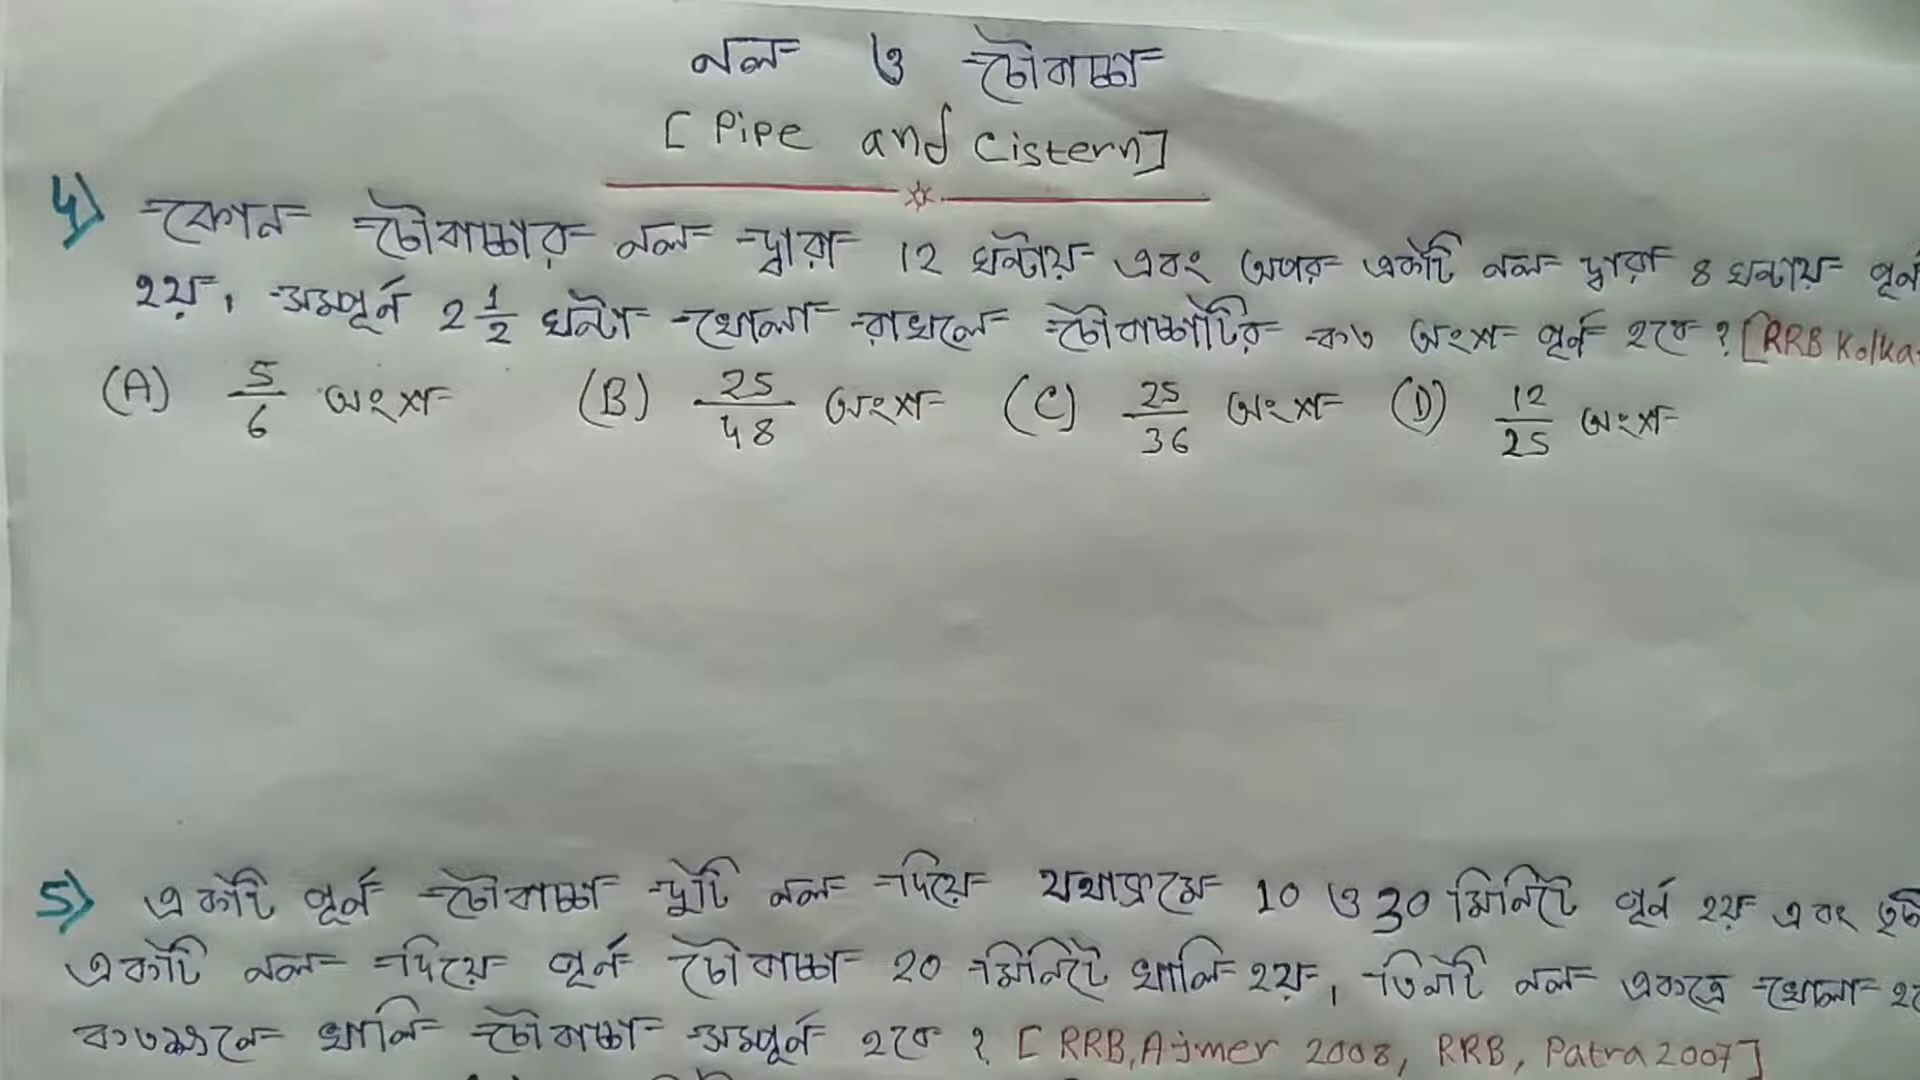 নল ও চৌবাচ্চা
[Pipe and Cistern]
4) কোন চৌবাচ্চার নল দ্বারা 12 ঘন্টায় এবং অপর একটি নল দ্বারা 8 ঘন্টায় পূর্ন
হয়, সম্পূর্ন 2 1/2 ঘন্টা খোলা রাখলে চৌবাচ্চাটির কত অংশ পূর্ন হবে ? [RRB Kolka
(A) 5/6 অংশ (B) 25/48 অংশ (C) 25/36 অংশ (D) 12/25 অংশ
5) একটি পূর্ন চৌবাচ্চা দুটি নল দিয়ে যথাক্রমে 10 ও 30 মিনিটে পূর্ন হয় এবং
একটি নল দিয়ে পূর্ন চৌবাচ্চা 20 মিনিটে খালি হয়, তিনটি নল একত্রে খোলা
কতক্ষনে খালি চৌবাচ্চা সম্পূর্ন হবে ? [RRB, Ajmer 2008, RRB, Patra 2007]